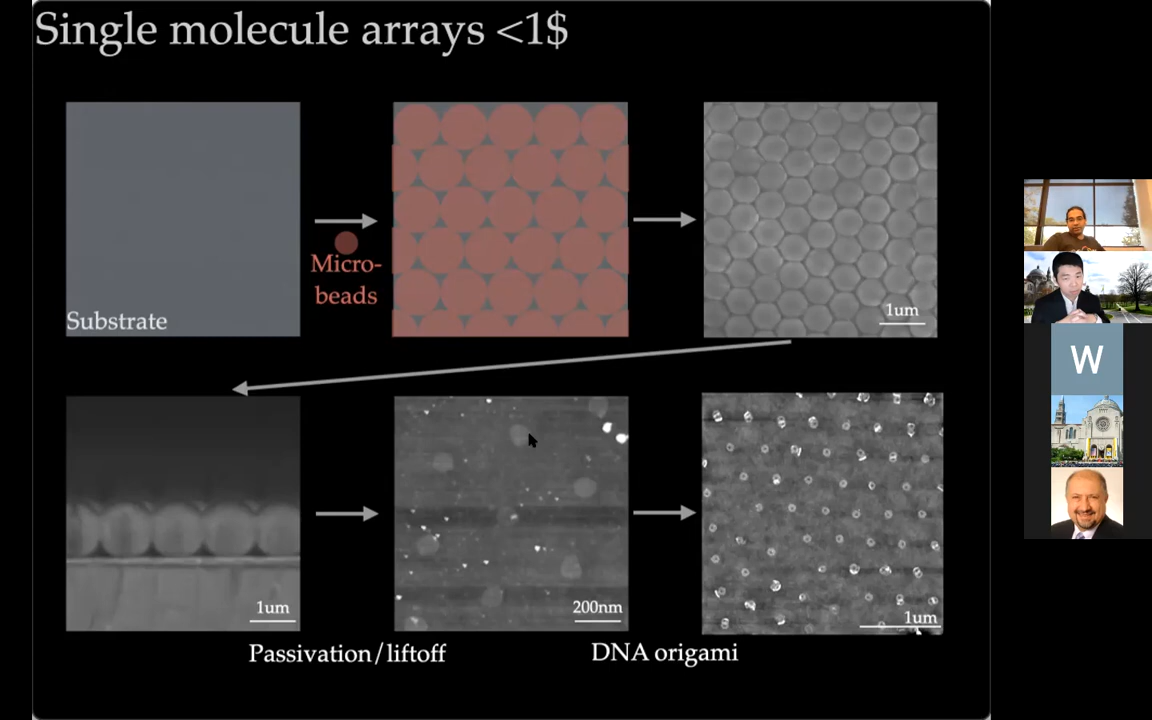 Single molecule arrays <1$
Substrate
Micro-
beads
1um
1um
200nm
1um
Passivation/liftoff
DNA origami
W